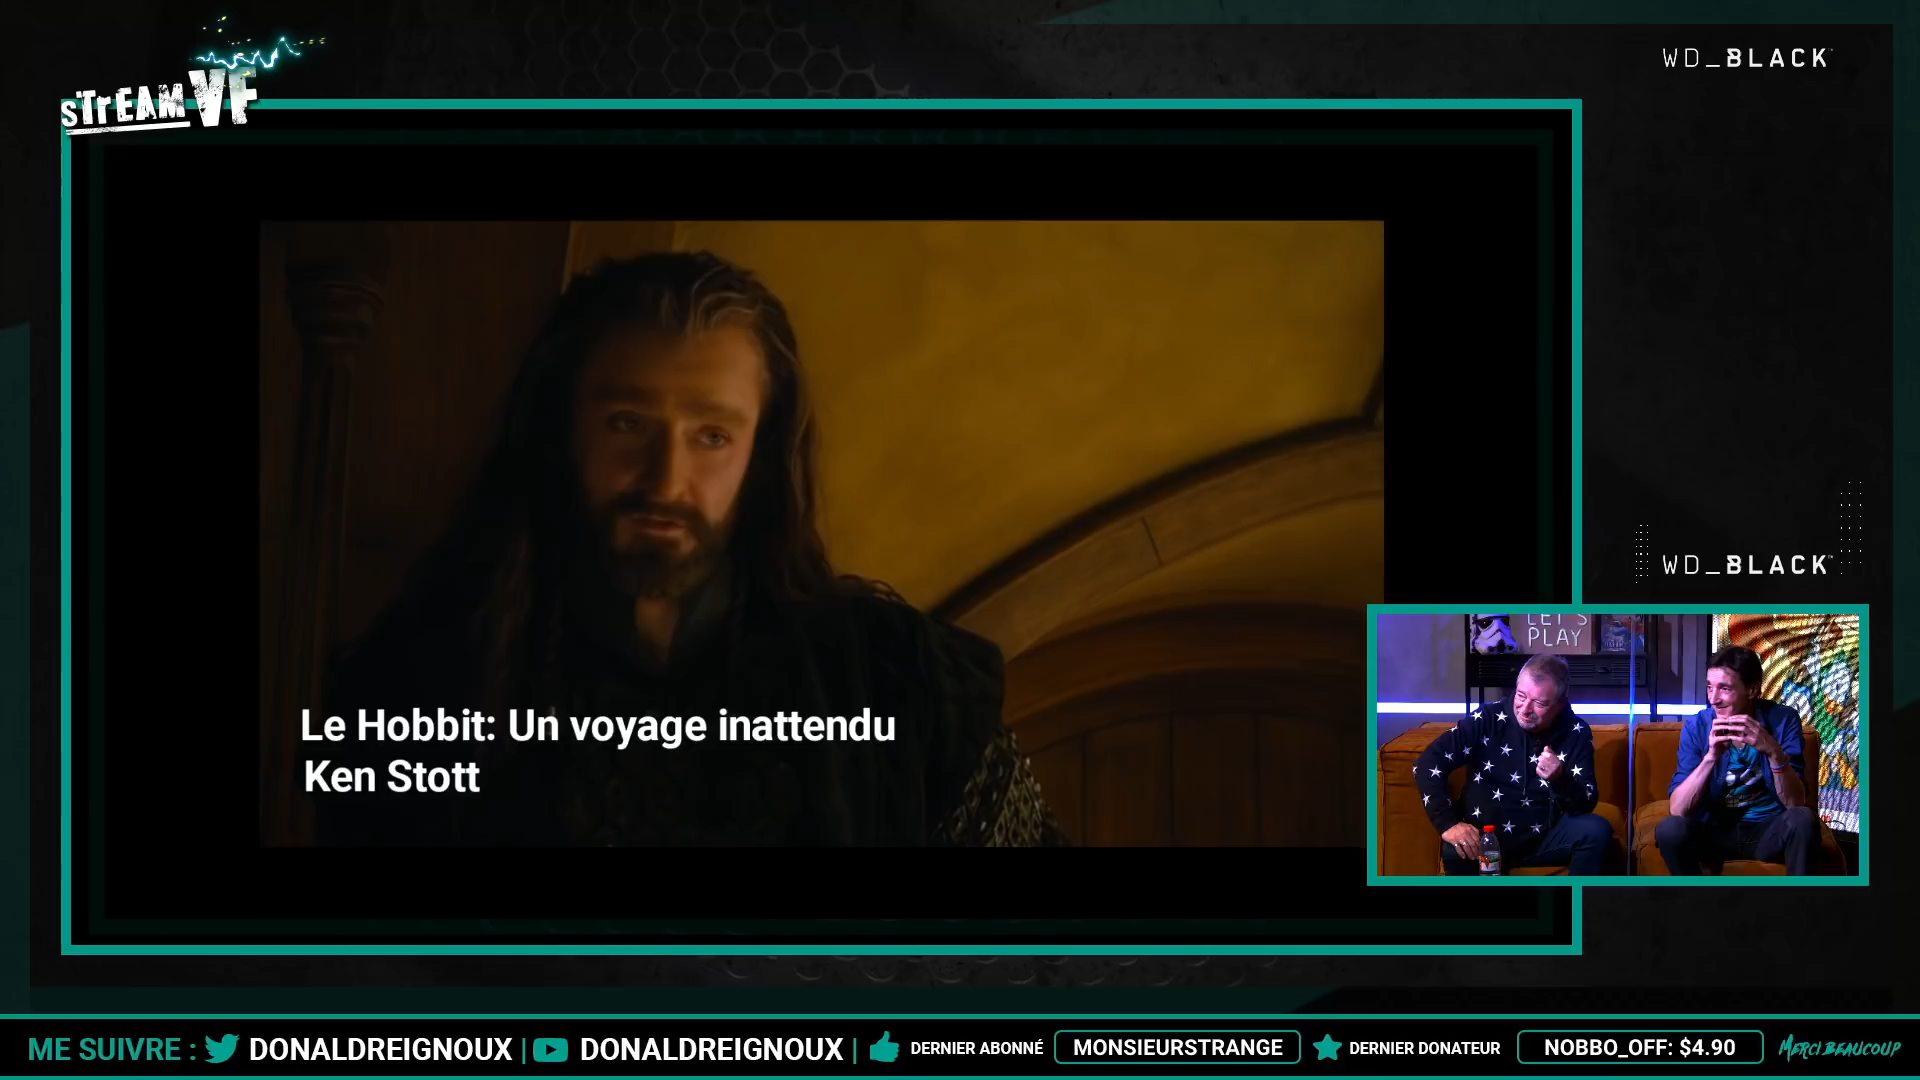 STrEAM VF
WD_BLACK
Le Hobbit: Un voyage inattendu
Ken Stott
WD_BLACK
LET'S
PLAY
ME SUIVRE : DONALDREIGNOUX | DONALDREIGNOUX | DERNIER ABONNÉ MONSIEURSTRANGE DERNIER DONATEUR NOBBO_OFF: $4.90 MERCI BEAUCOUP